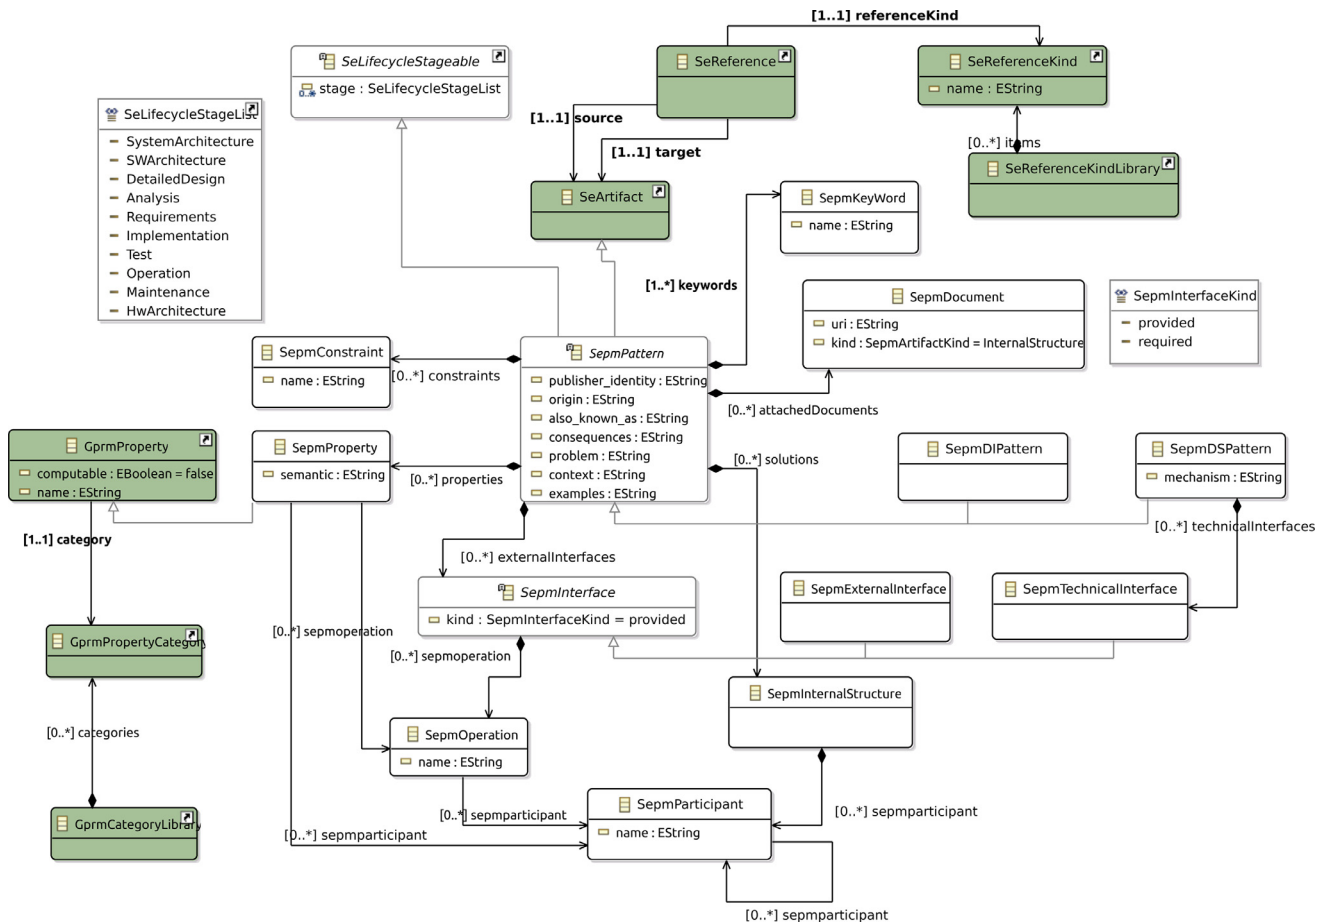 [1..1] referenceKind
SeLifecycleStageable
stage : SeLifecycleStageList
SeReference
SeReferenceKind
name : EString
SeLifecycleStageList
SystemArchitecture
SWArchitecture
DetailedDesign
Analysis
Requirements
Implementation
Test
Operation
Maintenance
HwArchitecture
[1..1] source
[1..1] target
[0..*] items
SeReferenceKindLibrary
SeArtifact
SepmKeyWord
name : EString
[1..*] keywords
SepmDocument
uri : EString
kind : SepmArtifactKind = InternalStructure
SepmInterfaceKind
provided
required
SepmConstraint
name : EString
[0..*] constraints
SepmPattern
publisher_identity : EString
origin : EString
also_known_as : EString
consequences : EString
problem : EString
context : EString
examples : EString
[0..*] attachedDocuments
GprmProperty
computable : EBoolean = false
name : EString
SepmProperty
semantic : EString
[0..*] properties
[0..*] solutions
SepmDIPattern
SepmDSPattern
mechanism : EString
[1..1] category
[0..*] technicalInterfaces
[0..*] externalInterfaces
SepmInterface
kind : SepmInterfaceKind = provided
SepmExternalInterface
SepmTechnicalInterface
GprmPropertyCategory
[0..*] sepmoperation
[0..*] sepmoperation
SepmInternalStructure
[0..*] categories
SepmOperation
name : EString
GprmCategoryLibrary
[0..*] sepmparticipant
[0..*] sepmparticipant
SepmParticipant
name : EString
[0..*] sepmparticipant
[0..*] sepmparticipant